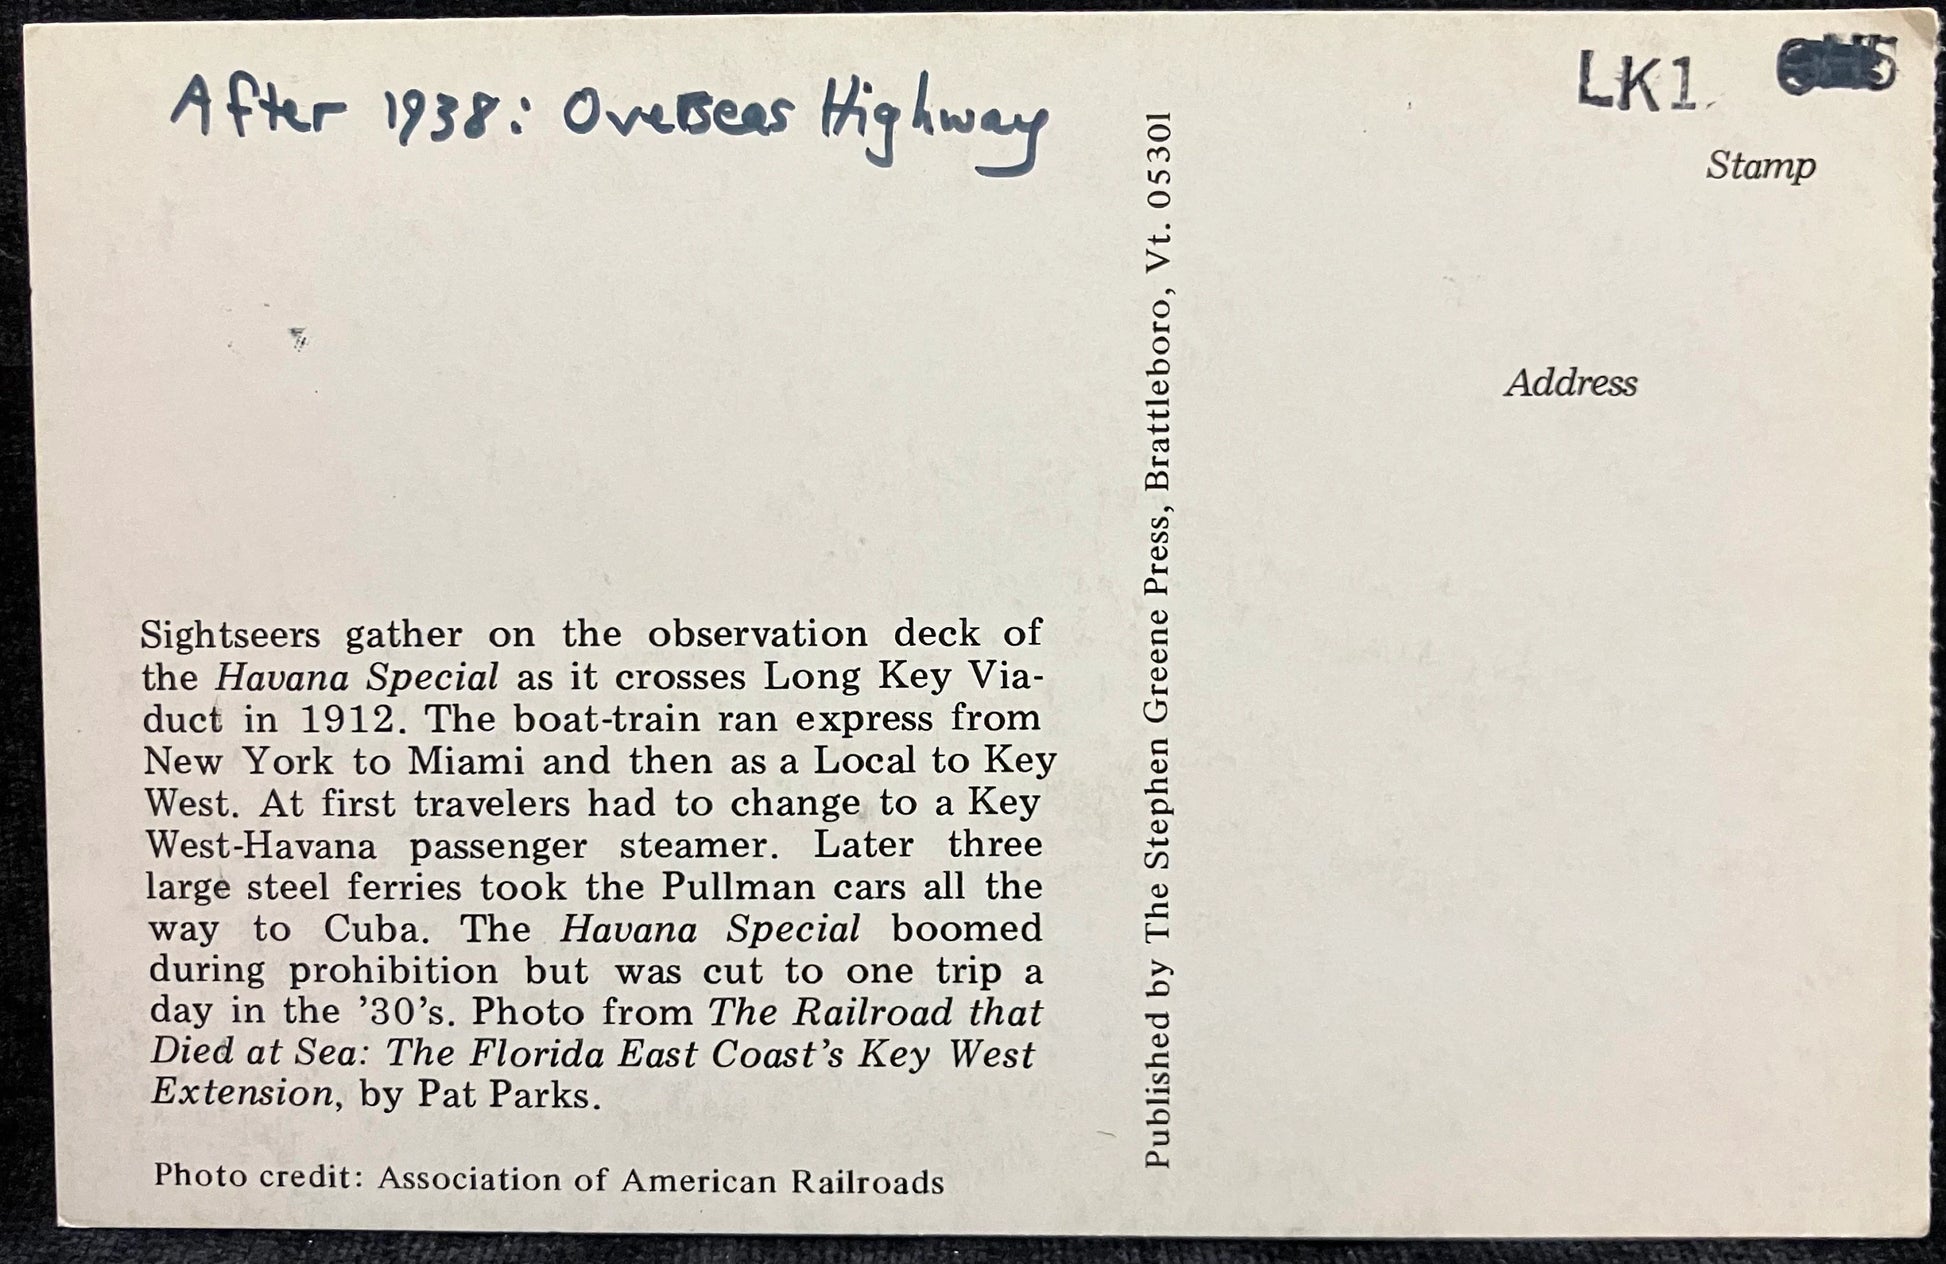 After 1938: Overseas Highway
LK1
Stamp
Address
Sightseers gather on the observation deck of
the Havana Special as it crosses Long Key Via-
duct in 1912. The boat-train ran express from
New York to Miami and then as a Local to Key
West. At first travelers had to change to a Key
West-Havana passenger steamer. Later three
large steel ferries took the Pullman cars all the
way to Cuba. The Havana Special boomed
during prohibition but was cut to one trip a
day in the '30's. Photo from The Railroad that
Died at Sea: The Florida East Coast's Key West
Extension, by Pat Parks.
Photo credit: Association of American Railroads
Published by The Stephen Greene Press, Brattleboro, Vt. 05301